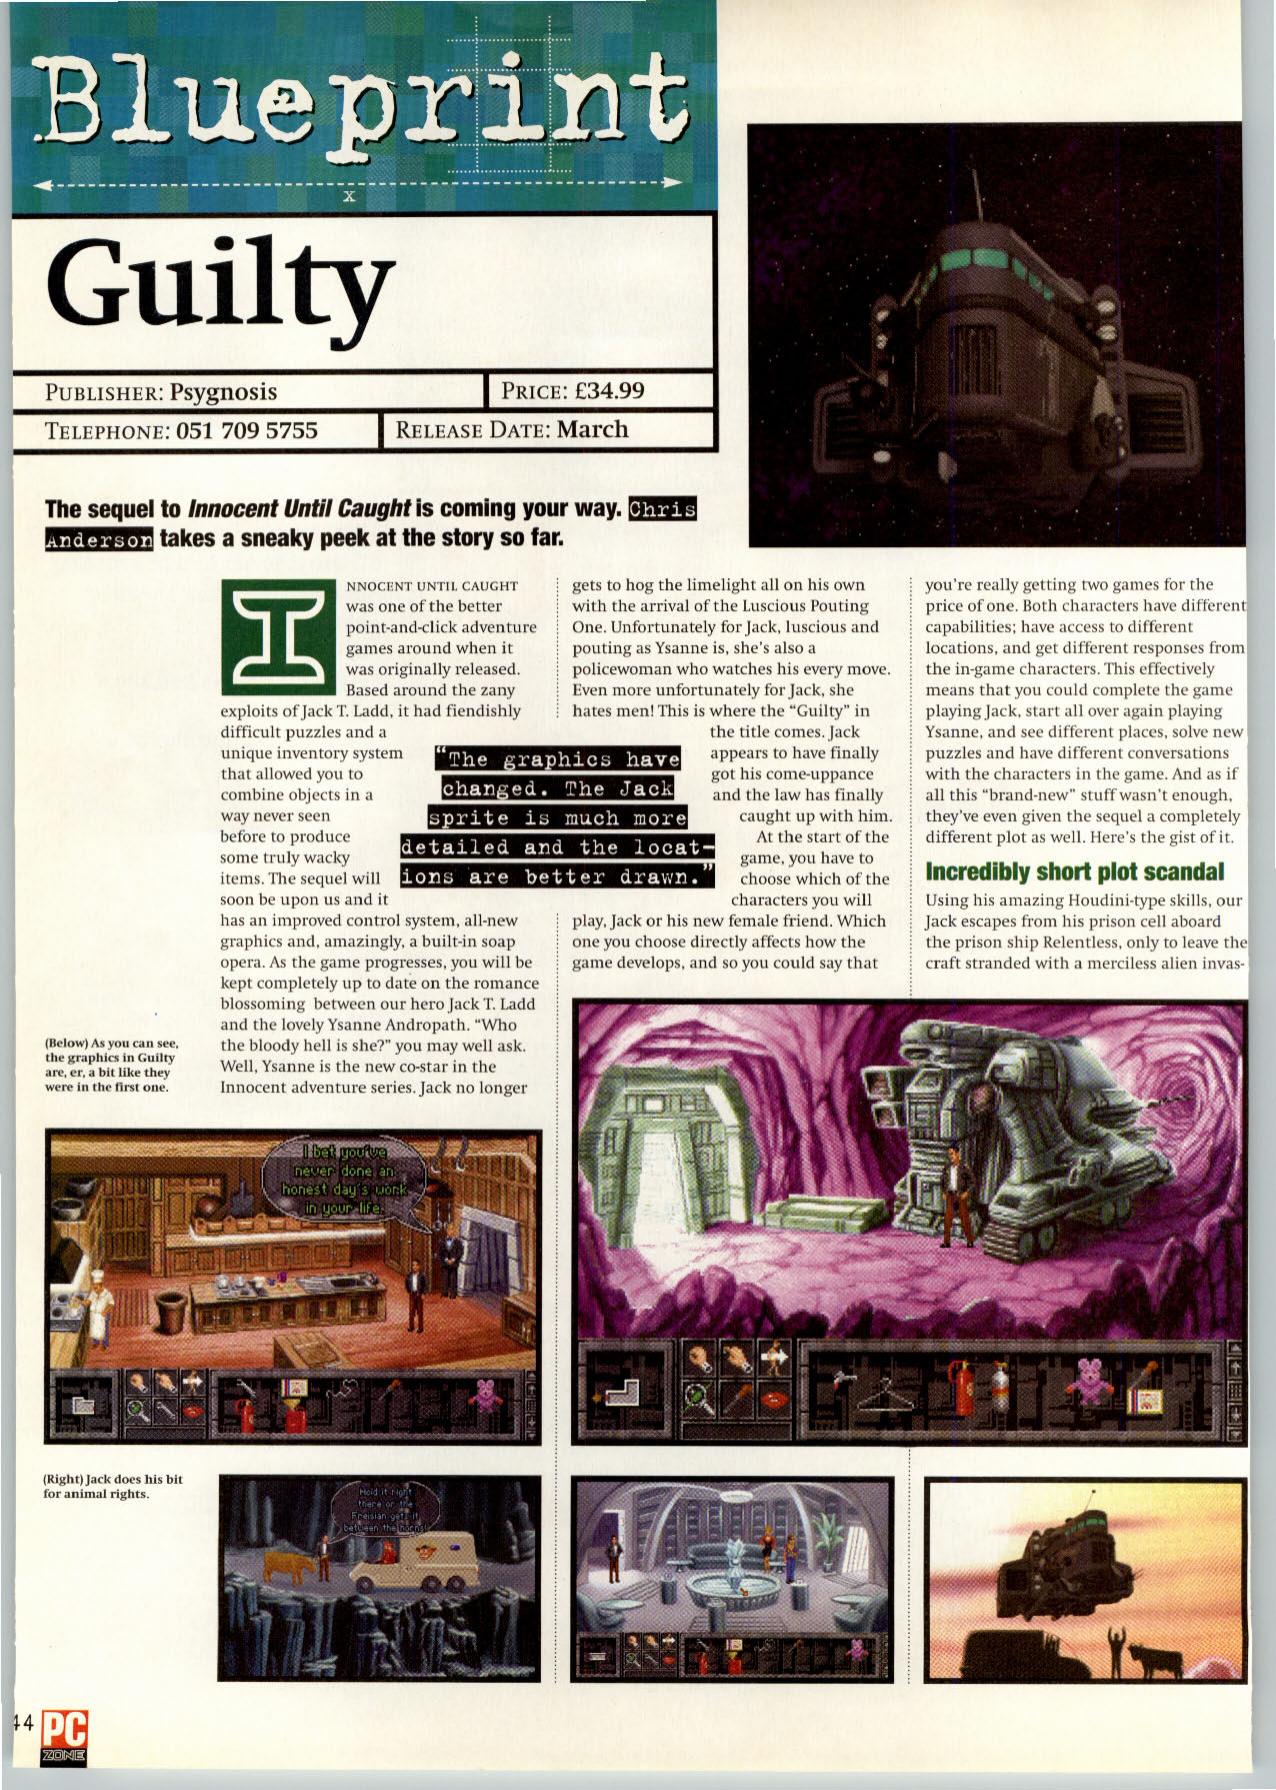 Blueprint
x
Guilty
PUBLISHER: Psygnosis
PRICE: £34.99
TELEPHONE: 051 709 5755
RELEASE DATE: March
The sequel to Innocent Until Caught is coming your way. Chris
Anderson takes a sneaky peek at the story so far.
INNOCENT UNTIL CAUGHT
was one of the better
point-and-click adventure
games around when it
was originally released.
Based around the zany
exploits of Jack T. Ladd, it had fiendishly
difficult puzzles and a
unique inventory system
that allowed you to
combine objects in a
way never seen
before to produce
some truly wacky
items. The sequel will
soon be upon us and it
has an improved control system, all-new
graphics and, amazingly, a built-in soap
opera. As the game progresses, you will be
kept completely up to date on the romance
blossoming between our hero Jack T. Ladd
and the lovely Ysanne Andropath. “Who
the bloody hell is she?” you may well ask.
Well, Ysanne is the new co-star in the
Innocent adventure series. Jack no longer
“The graphics have
changed. The Jack
sprite is much more
detailed and the locat-
ions are better drawn.”
gets to hog the limelight all on his own
with the arrival of the Luscious Pouting
One. Unfortunately for Jack, luscious and
pouting as Ysanne is, she's also a
policewoman who watches his every move.
Even more unfortunately for Jack, she
hates men! This is where the “Guilty” in
the title comes. Jack
appears to have finally
got his come-uppance
and the law has finally
caught up with him.
At the start of the
game, you have to
choose which of the
characters you will
play, Jack or his new female friend. Which
one you choose directly affects how the
game develops, and so you could say that
you're really getting two games for the
price of one. Both characters have different
capabilities; have access to different
locations, and get different responses from
the in-game characters. This effectively
means that you could complete the game
playing Jack, start all over again playing
Ysanne, and see different places, solve new
puzzles and have different conversations
with the characters in the game. And as if
all this “brand-new” stuff wasn't enough,
they've even given the sequel a completely
different plot as well. Here's the gist of it.
Incredibly short plot scandal
Using his amazing Houdini-type skills, our
Jack escapes from his prison cell aboard
the prison ship Relentless, only to leave the
craft stranded with a merciless alien invas-
(Below) As you can see,
the graphics in Guilty
are, er, a bit like they
were in the first one.
I bet you've
never done an
honest day's work
in your life.
(Right) Jack does his bit
for animal rights.
Hold it right
there or the
Freisian gets it
between the horns!
44
PC
ZONE